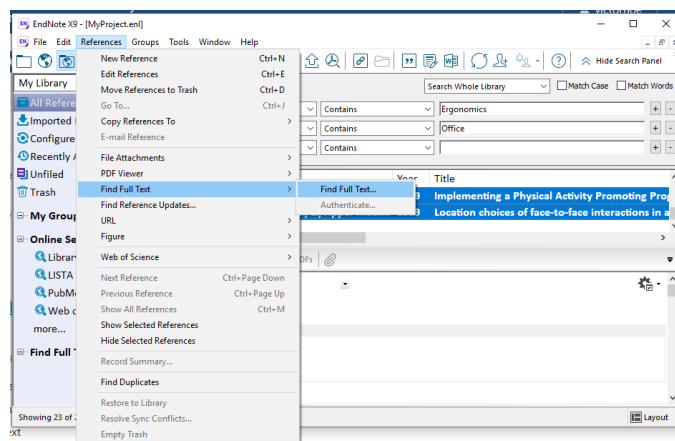 EndNote X9 - [MyProject.enl]
File Edit References Groups Tools Window Help
Hide Search Panel
My Library
Search Whole Library Match Case Match Words
All Refere
Imported
Configure
Recently A
Unfiled
Trash
My Group
Online Se
Library
LISTA
PubMe
Web o
more...
Find Full T
Showing 23 of
xt
New Reference Ctrl+N
Edit References Ctrl+E
Move References to Trash Ctrl+D
Go To... Ctrl+J
Copy References To
E-mail Reference
File Attachments
PDF Viewer
Find Full Text
Find Reference Updates...
URL
Figure
Web of Science
Next Reference Ctrl+Page Down
Previous Reference Ctrl+Page Up
Show All References Ctrl+M
Show Selected References
Hide Selected References
Record Summary...
Find Duplicates
Restore to Library
Resolve Sync Conflicts...
Empty Trash
Find Full Text...
Authenticate...
Contains Ergonomics
Contains Office
Contains
Year Title
Implementing a Physical Activity Promoting Prog
Location choices of face-to-face interactions in a
DFs
Layout